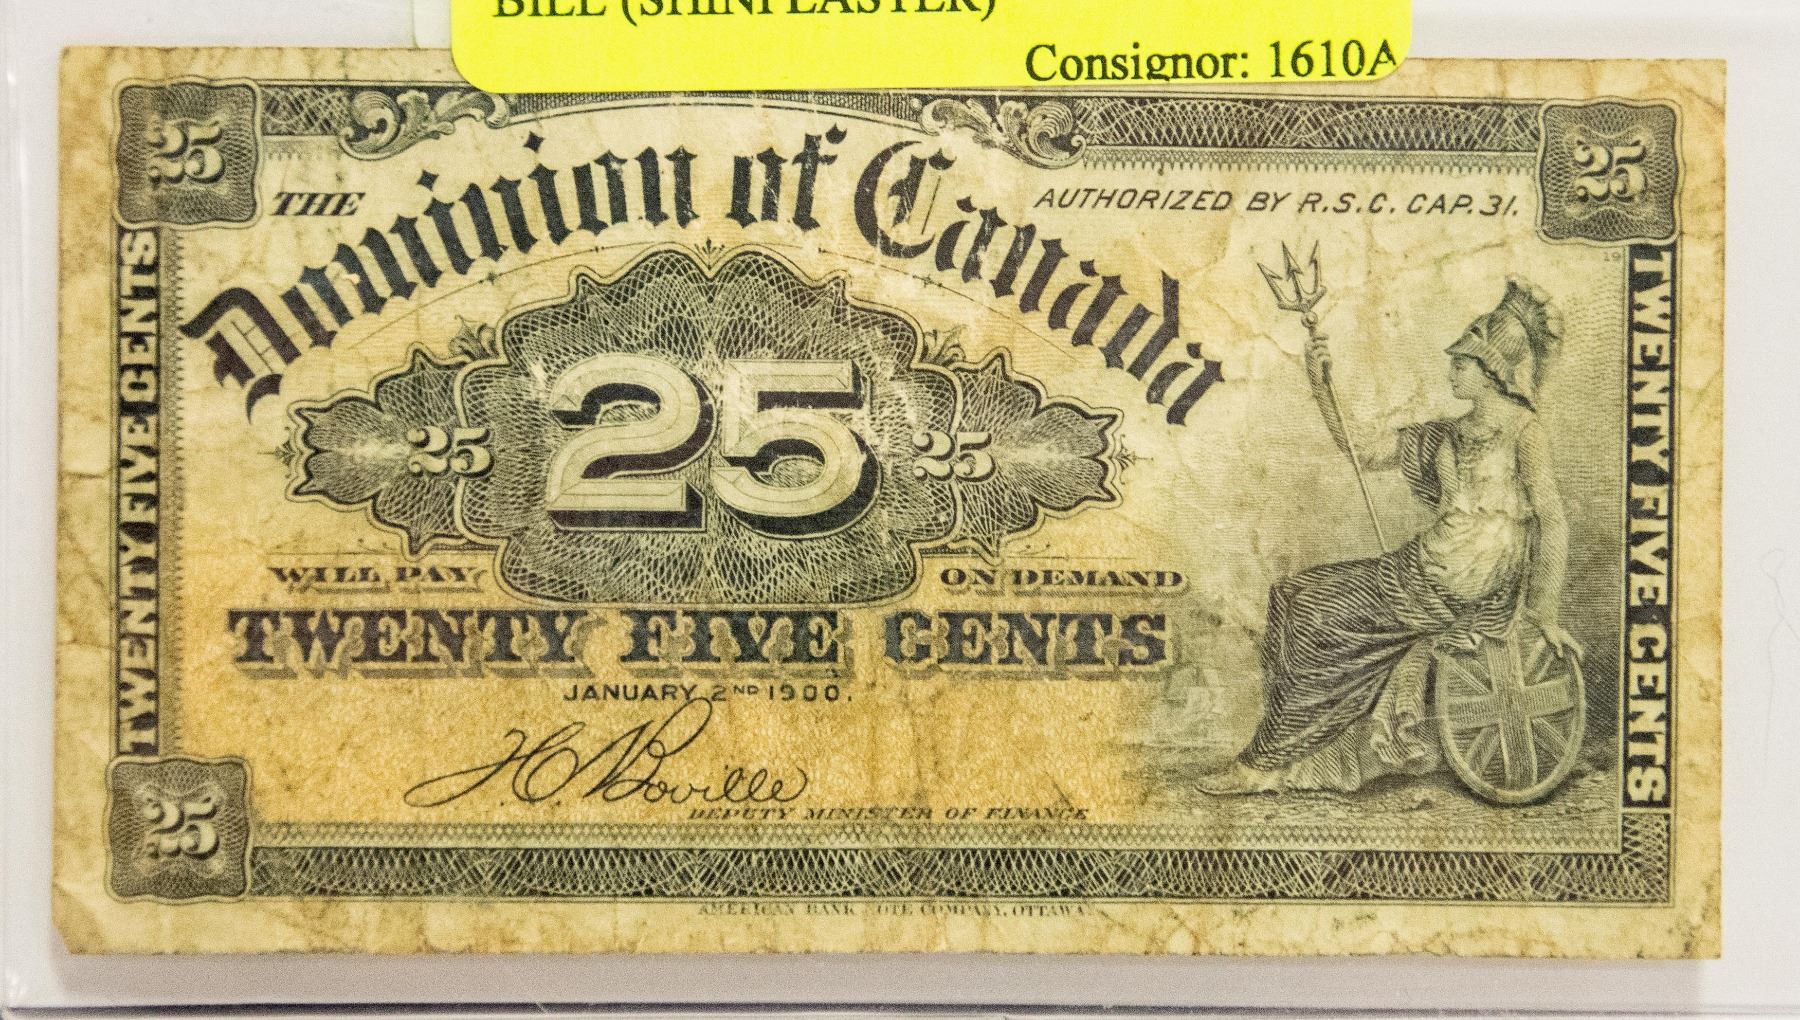 BILL (SHINPLASTER)
Consignor: 1610A
25
25
THE
Dominion of Canada
AUTHORIZED BY R.S.C. CAP. 31.
19
TWENTY FIVE CENTS
TWENTY FIVE CENTS
25
25
25
WILL PAY
ON DEMAND
TWENTY FIVE CENTS
JANUARY 2ND 1900.
H.C. Boville
DEPUTY MINISTER OF FINANCE
25
AMERICAN BANK NOTE COMPANY, OTTAWA